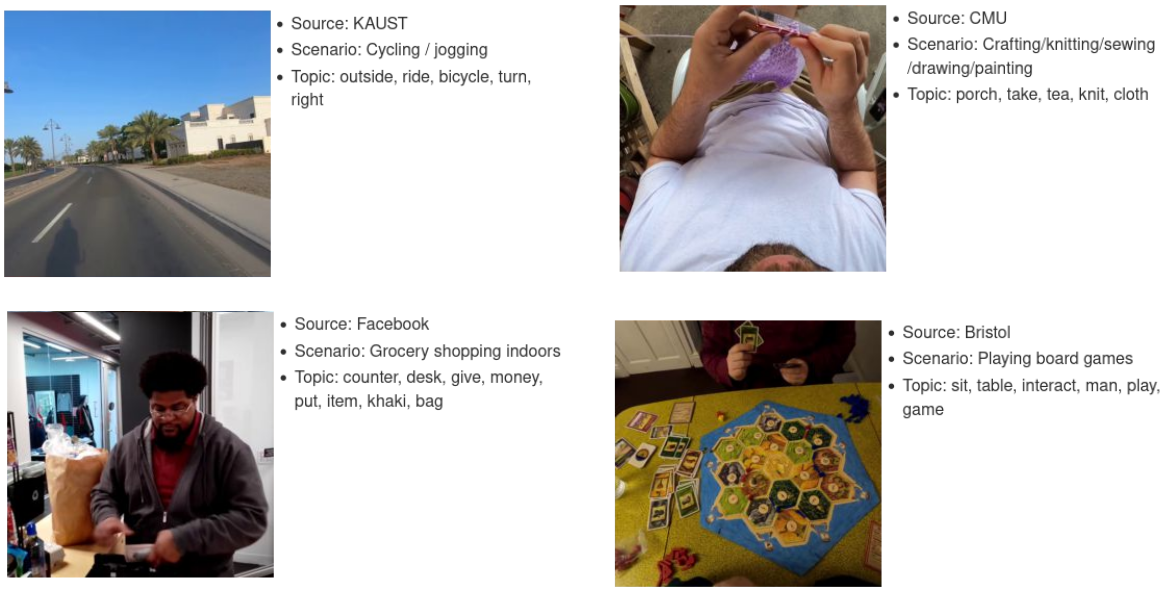 Source: KAUST
Scenario: Cycling / jogging
Topic: outside, ride, bicycle, turn,
right
Source: CMU
Scenario: Crafting/knitting/sewing
/drawing/painting
Topic: porch, take, tea, knit, cloth
Source: Facebook
Scenario: Grocery shopping indoors
Topic: counter, desk, give, money,
put, item, khaki, bag
Source: Bristol
Scenario: Playing board games
Topic: sit, table, interact, man, play,
game